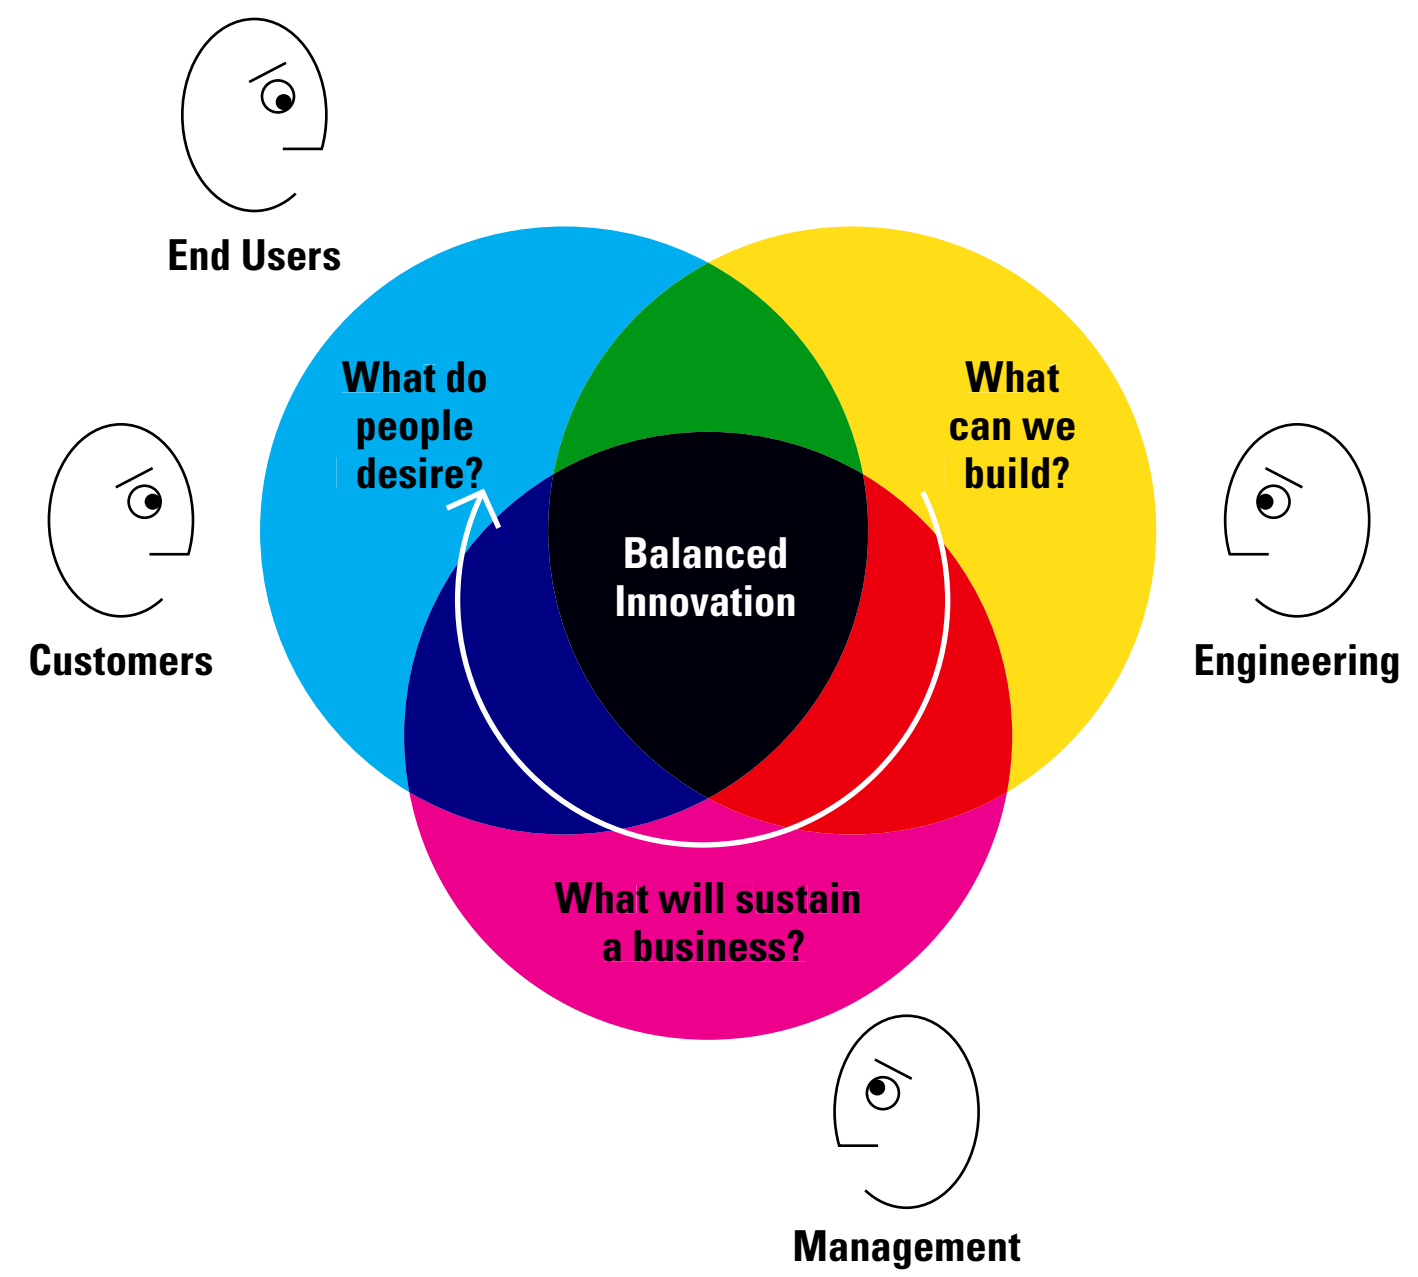 End Users
What do
people
desire?
What
can we
build?
Balanced
Innovation
Customers
Engineering
What will sustain
a business?
Management